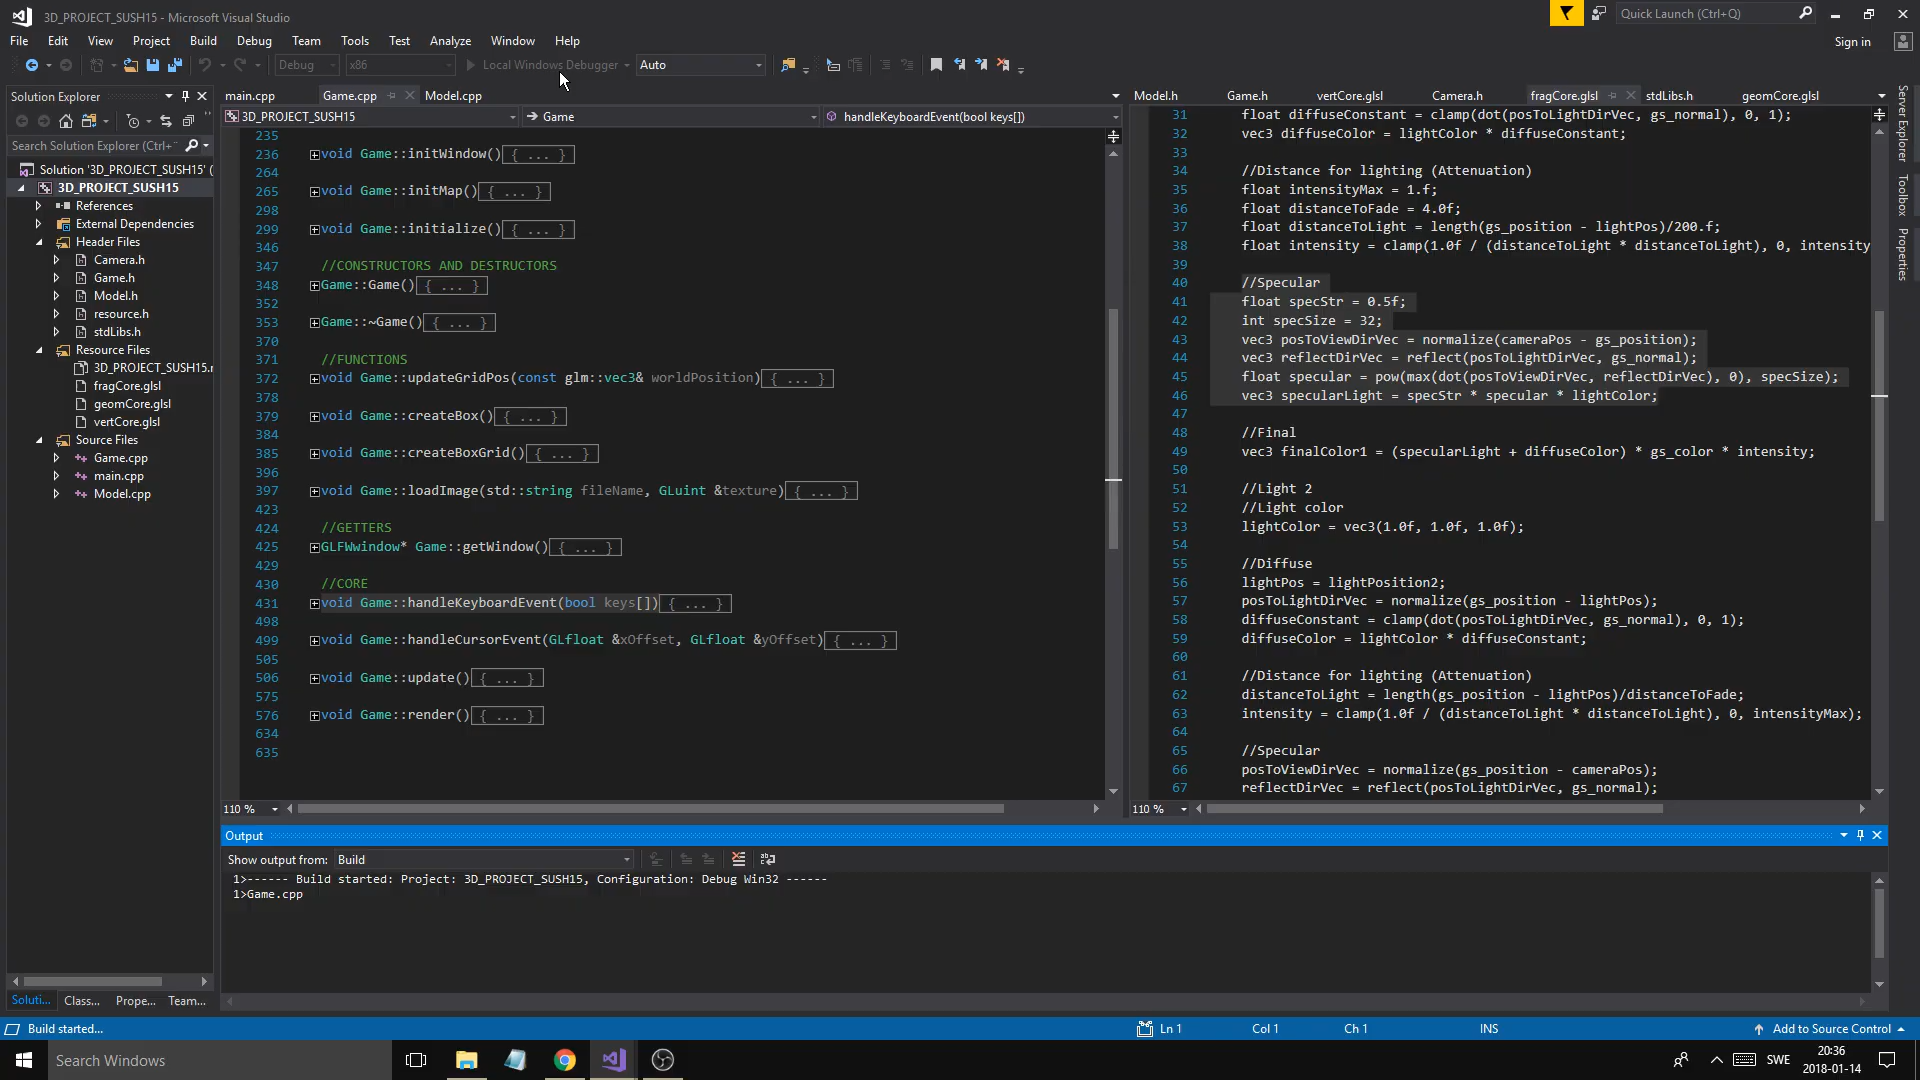 3D_PROJECT_SUSH15 - Microsoft Visual Studio
Quick Launch (Ctrl+Q)
File Edit View Project Build Debug Team Tools Test Analyze Window Help
Sign in
Debug x86 Local Windows Debugger Auto
Solution Explorer
Search Solution Explorer (Ctrl+
Solution '3D_PROJECT_SUSH15' (
3D_PROJECT_SUSH15
References
External Dependencies
Header Files
Camera.h
Game.h
Model.h
resource.h
stdLibs.h
Resource Files
3D_PROJECT_SUSH15.r
fragCore.glsl
geomCore.glsl
vertCore.glsl
Source Files
Game.cpp
main.cpp
Model.cpp
Soluti... Class... Prope... Team...
main.cpp Game.cpp Model.cpp
3D_PROJECT_SUSH15 Game handleKeyboardEvent(bool keys[])
235
236 void Game::initWindow(){ ... }
264
265 void Game::initMap(){ ... }
298
299 void Game::initialize(){ ... }
346
347 //CONSTRUCTORS AND DESTRUCTORS
348 Game::Game(){ ... }
352
353 Game::~Game(){ ... }
370
371 //FUNCTIONS
372 void Game::updateGridPos(const glm::vec3& worldPosition){ ... }
378
379 void Game::createBox(){ ... }
384
385 void Game::createBoxGrid(){ ... }
396
397 void Game::loadImage(std::string fileName, GLuint &texture){ ... }
423
424 //GETTERS
425 GLFWwindow* Game::getWindow(){ ... }
429
430 //CORE
431 void Game::handleKeyboardEvent(bool keys[]){ ... }
498
499 void Game::handleCursorEvent(GLfloat &xOffset, GLfloat &yOffset){ ... }
505
506 void Game::update(){ ... }
575
576 void Game::render(){ ... }
634
635
110 %
Model.h Game.h vertCore.glsl Camera.h fragCore.glsl stdLibs.h geomCore.glsl
31 float diffuseConstant = clamp(dot(posToLightDirVec, gs_normal), 0, 1);
32 vec3 diffuseColor = lightColor * diffuseConstant;
33
34 //Distance for lighting (Attenuation)
35 float intensityMax = 1.f;
36 float distanceToFade = 4.0f;
37 float distanceToLight = length(gs_position - lightPos)/200.f;
38 float intensity = clamp(1.0f / (distanceToLight * distanceToLight), 0, intensity
39
40 //Specular
41 float specStr = 0.5f;
42 int specSize = 32;
43 vec3 posToViewDirVec = normalize(cameraPos - gs_position);
44 vec3 reflectDirVec = reflect(posToLightDirVec, gs_normal);
45 float specular = pow(max(dot(posToViewDirVec, reflectDirVec), 0), specSize);
46 vec3 specularLight = specStr * specular * lightColor;
47
48 //Final
49 vec3 finalColor1 = (specularLight + diffuseColor) * gs_color * intensity;
50
51 //Light 2
52 //Light color
53 lightColor = vec3(1.0f, 1.0f, 1.0f);
54
55 //Diffuse
56 lightPos = lightPosition2;
57 posToLightDirVec = normalize(gs_position - lightPos);
58 diffuseConstant = clamp(dot(posToLightDirVec, gs_normal), 0, 1);
59 diffuseColor = lightColor * diffuseConstant;
60
61 //Distance for lighting (Attenuation)
62 distanceToLight = length(gs_position - lightPos)/distanceToFade;
63 intensity = clamp(1.0f / (distanceToLight * distanceToLight), 0, intensityMax);
64
65 //Specular
66 posToViewDirVec = normalize(gs_position - cameraPos);
67 reflectDirVec = reflect(posToLightDirVec, gs_normal);
110 %
Server Explorer
Toolbox
Properties
Output
Show output from: Build
1>------ Build started: Project: 3D_PROJECT_SUSH15, Configuration: Debug Win32 ------
1>Game.cpp
Build started... Ln 1 Col 1 Ch 1 INS Add to Source Control
Search Windows
SWE
20:36
2018-01-14